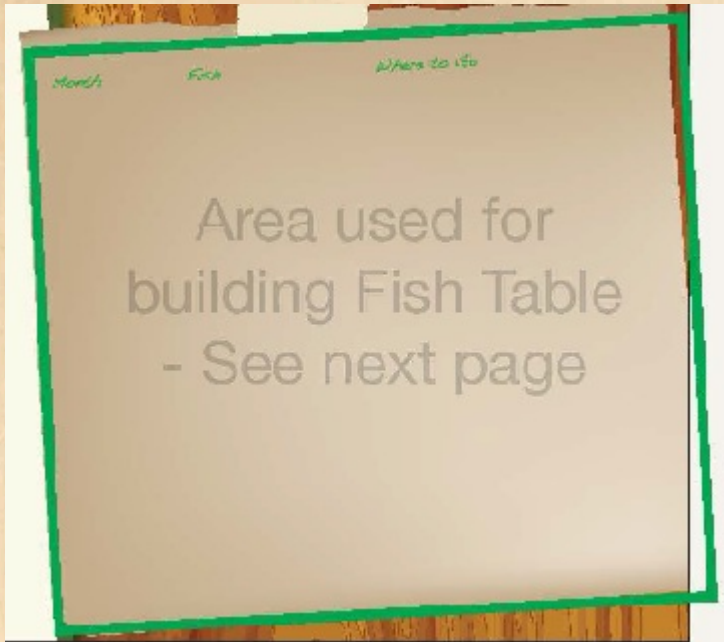 Month Fish Where to Go
Area used for
building Fish Table
- See next page